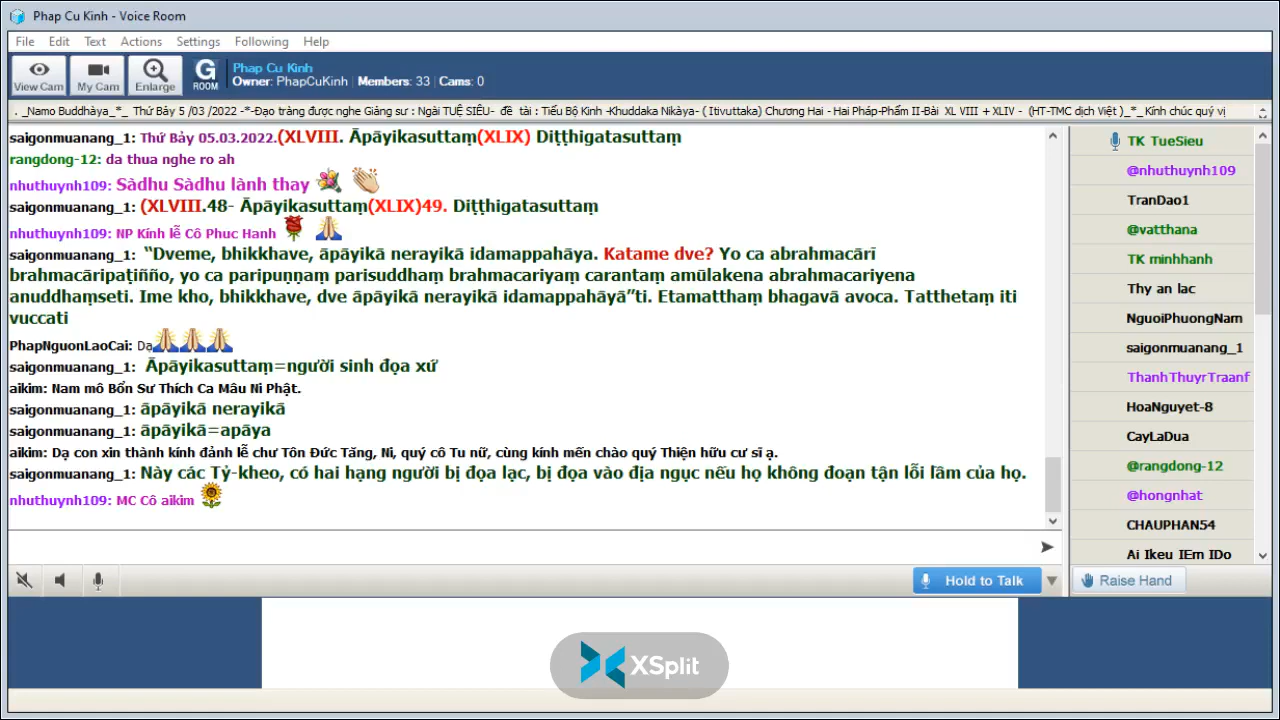 Phap Cu Kinh - Voice Room
File Edit Text Actions Settings Following Help
View Cam My Cam Enlarge G ROOM
Phap Cu Kinh
Owner: PhapCuKinh | Members: 33 | Cams: 0
. _Namo Buddhàya_*_ Thứ Bảy 5 /03 /2022 -*-Đạo tràng được nghe Giảng sư : Ngài TUỆ SIÊU- đề tài : Tiểu Bộ Kinh -Khuddaka Nikàya- ( Itivuttaka) Chương Hai - Hai Pháp-Phẩm II-Bài XL VIII + XLIV - (HT-TMC dịch Việt )_*_Kính chúc quý vị
saigonmuanang_1: Thứ Bảy 05.03.2022.(XLVIII. Āpāyikasuttaṃ(XLIX) Diṭṭhigatasuttaṃ
rangdong-12: da thua nghe ro ah
nhuthuynh109: Sàdhu Sàdhu lành thay
saigonmuanang_1: (XLVIII.48- Āpāyikasuttaṃ(XLIX)49. Diṭṭhigatasuttaṃ
nhuthuynh109: NP Kính lễ Cô Phuc Hanh
saigonmuanang_1: “Dveme, bhikkhave, āpāyikā nerayikā idamappahāya. Katame dve? Yo ca abrahmacārī
brahmacāripaṭiñño, yo ca paripuṇṇaṃ parisuddhaṃ brahmacariyaṃ carantaṃ amūlakena abrahmacariyena
anuddhaṃseti. Ime kho, bhikkhave, dve āpāyikā nerayikā idamappahāyā”ti. Etamatthaṃ bhagavā avoca. Tatthetaṃ iti
vuccati
PhapNguonLaoCai: Dạ
saigonmuanang_1: Āpāyikasuttaṃ=người sinh đọa xứ
aikim: Nam mô Bổn Sư Thích Ca Mâu Ni Phật.
saigonmuanang_1: āpāyikā nerayikā
saigonmuanang_1: āpāyikā=apāya
aikim: Dạ con xin thành kính đảnh lễ chư Tôn Đức Tăng, Ni, quý cô Tu nữ, cùng kính mến chào quý Thiện hữu cư sĩ ạ.
saigonmuanang_1: Này các Tỷ-kheo, có hai hạng người bị đọa lạc, bị đọa vào địa ngục nếu họ không đoạn tận lỗi lầm của họ.
nhuthuynh109: MC Cô aikim
TK TueSieu
@nhuthuynh109
TranDao1
@vatthana
TK minhhanh
Thy an lac
NguoiPhuongNam
saigonmuanang_1
ThanhThuyrTraanf
HoaNguyet-8
CayLaDua
@rangdong-12
@hongnhat
CHAUPHAN54
Ai Ikeu IEm IDo
Hold to Talk
Raise Hand
XSplit